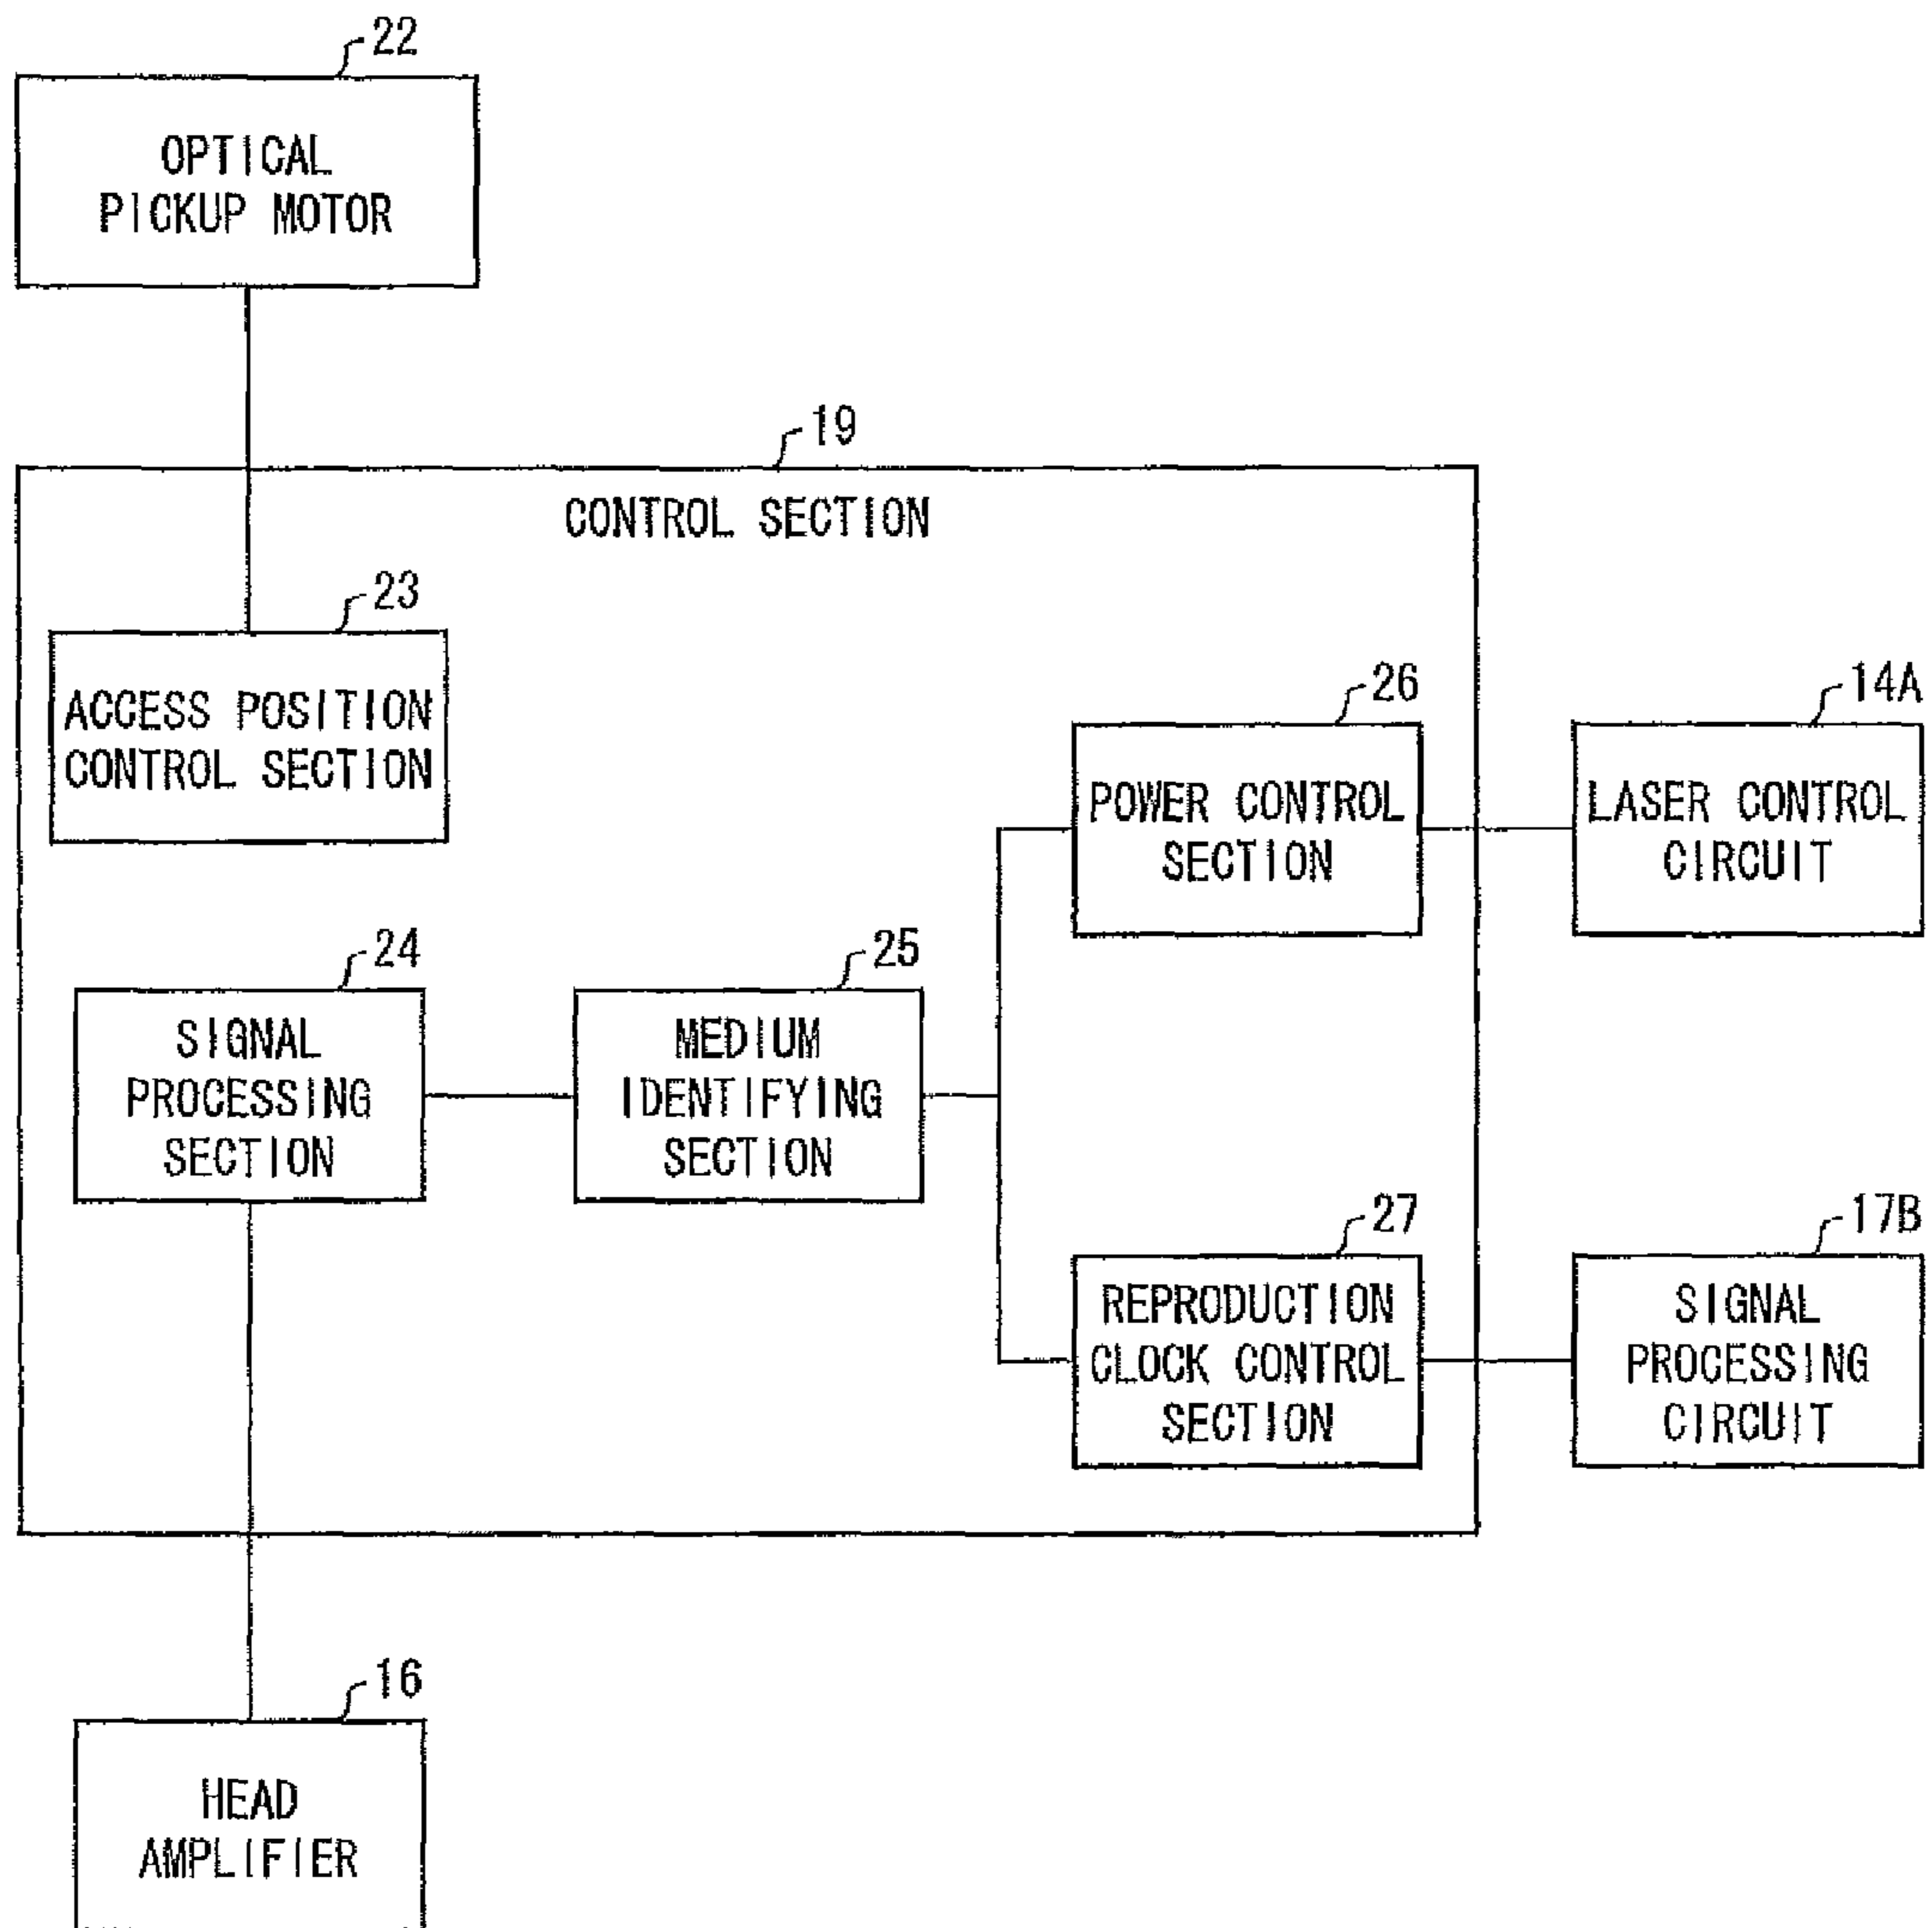 22
OPTICAL
PICKUP MOTOR
19
CONTROL SECTION
23
ACCESS POSITION
CONTROL SECTION
26
POWER CONTROL
SECTION
14A
LASER CONTROL
CIRCUIT
24
SIGNAL
PROCESSING
SECTION
25
MEDIUM
IDENTIFYING
SECTION
27
REPRODUCTION
CLOCK CONTROL
SECTION
17B
SIGNAL
PROCESSING
CIRCUIT
16
HEAD
AMPLIFIER